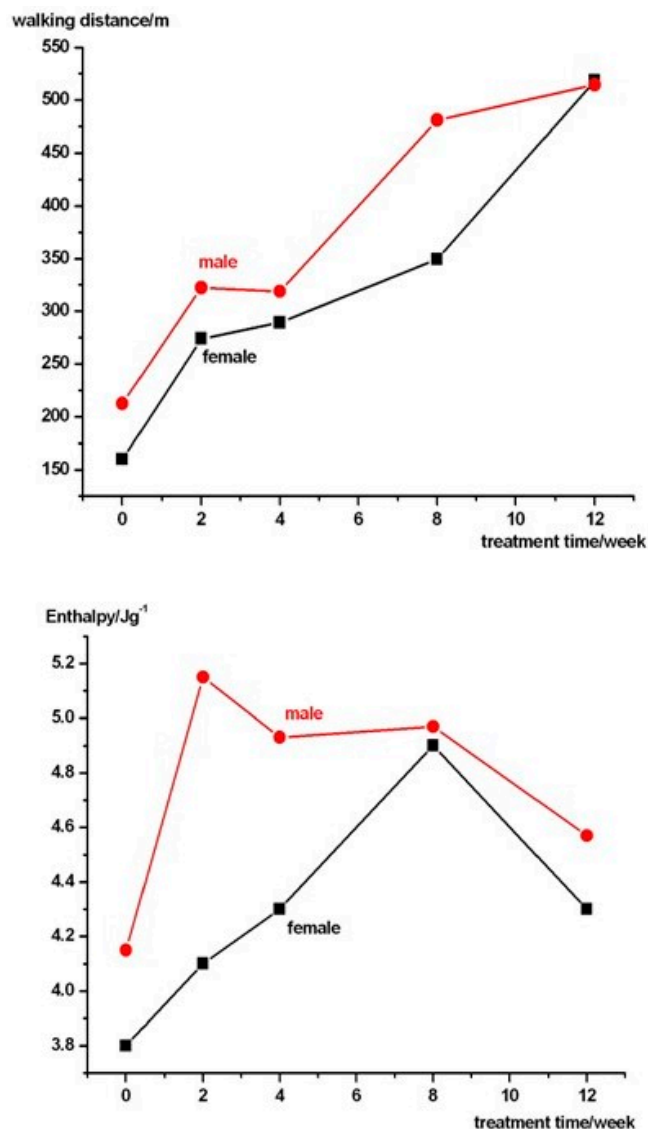 walking distance/m
550
500
450
400
350
300
250
200
150
male
female
0 2 4 6 8 10 12
treatment time/week
Enthalpy/Jg⁻¹
5.2
5.0
4.8
4.6
4.4
4.2
4.0
3.8
male
female
0 2 4 6 8 10 12
treatment time/week